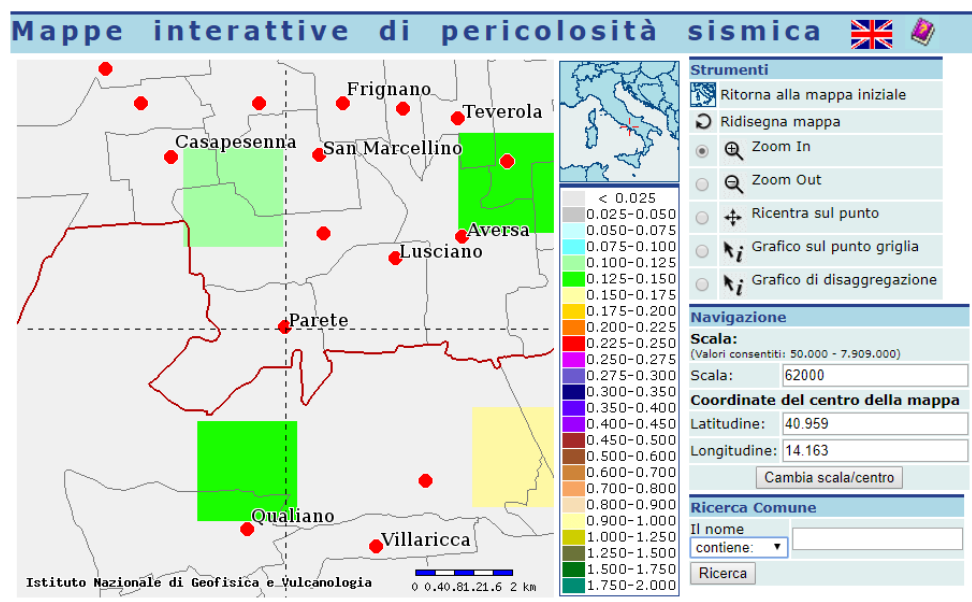 Mappe interattive di pericolosità sismica
Frignano
Teverola
Casapesenna
San Marcellino
Aversa
Lusciano
Parete
Qualiano
Villaricca
Istituto Nazionale di Geofisica e Vulcanologia
0 0.40.81.21.6 2 km
< 0.025
0.025-0.050
0.050-0.075
0.075-0.100
0.100-0.125
0.125-0.150
0.150-0.175
0.175-0.200
0.200-0.225
0.225-0.250
0.250-0.275
0.275-0.300
0.300-0.350
0.350-0.400
0.400-0.450
0.450-0.500
0.500-0.600
0.600-0.700
0.700-0.800
0.800-0.900
0.900-1.000
1.000-1.250
1.250-1.500
1.500-1.750
1.750-2.000
Strumenti
Ritorna alla mappa iniziale
Ridisegna mappa
Zoom In
Zoom Out
Ricentra sul punto
Grafico sul punto griglia
Grafico di disaggregazione
Navigazione
Scala:
(Valori consentiti: 50.000 - 7.909.000)
Scala: 62000
Coordinate del centro della mappa
Latitudine: 40.959
Longitudine: 14.163
Cambia scala/centro
Ricerca Comune
Il nome
contiene:
Ricerca